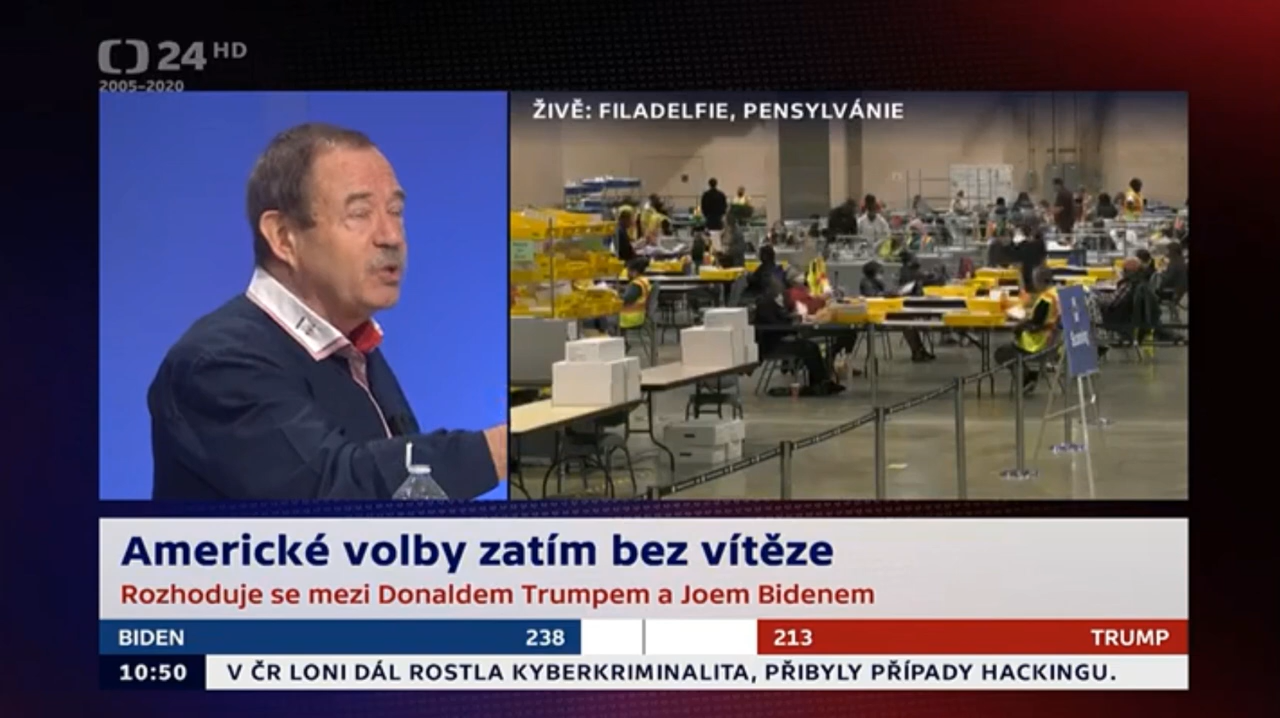 24 HD
2005–2020
ŽIVĚ: FILADELFIE, PENSYLVÁNIE
Americké volby zatím bez vítěze
Rozhoduje se mezi Donaldem Trumpem a Joem Bidenem
BIDEN 238 213 TRUMP
10:50 V ČR LONI DÁL ROSTLA KYBERKRIMINALITA, PŘIBYLY PŘÍPADY HACKINGU.